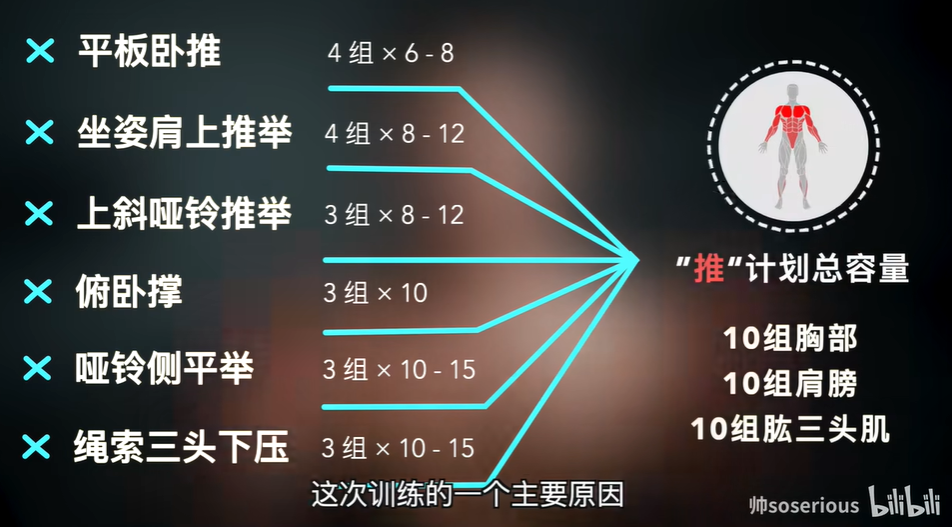 平板卧推 4 组 × 6 - 8
坐姿肩上推举 4 组 × 8 - 12
上斜哑铃推举 3 组 × 8 - 12
俯卧撑 3 组 × 10
哑铃侧平举 3 组 × 10 - 15
绳索三头下压 3 组 × 10 - 15
”推“计划总容量
10组胸部
10组肩膀
10组肱三头肌
这次训练的一个主要原因
帅soserious bilibili